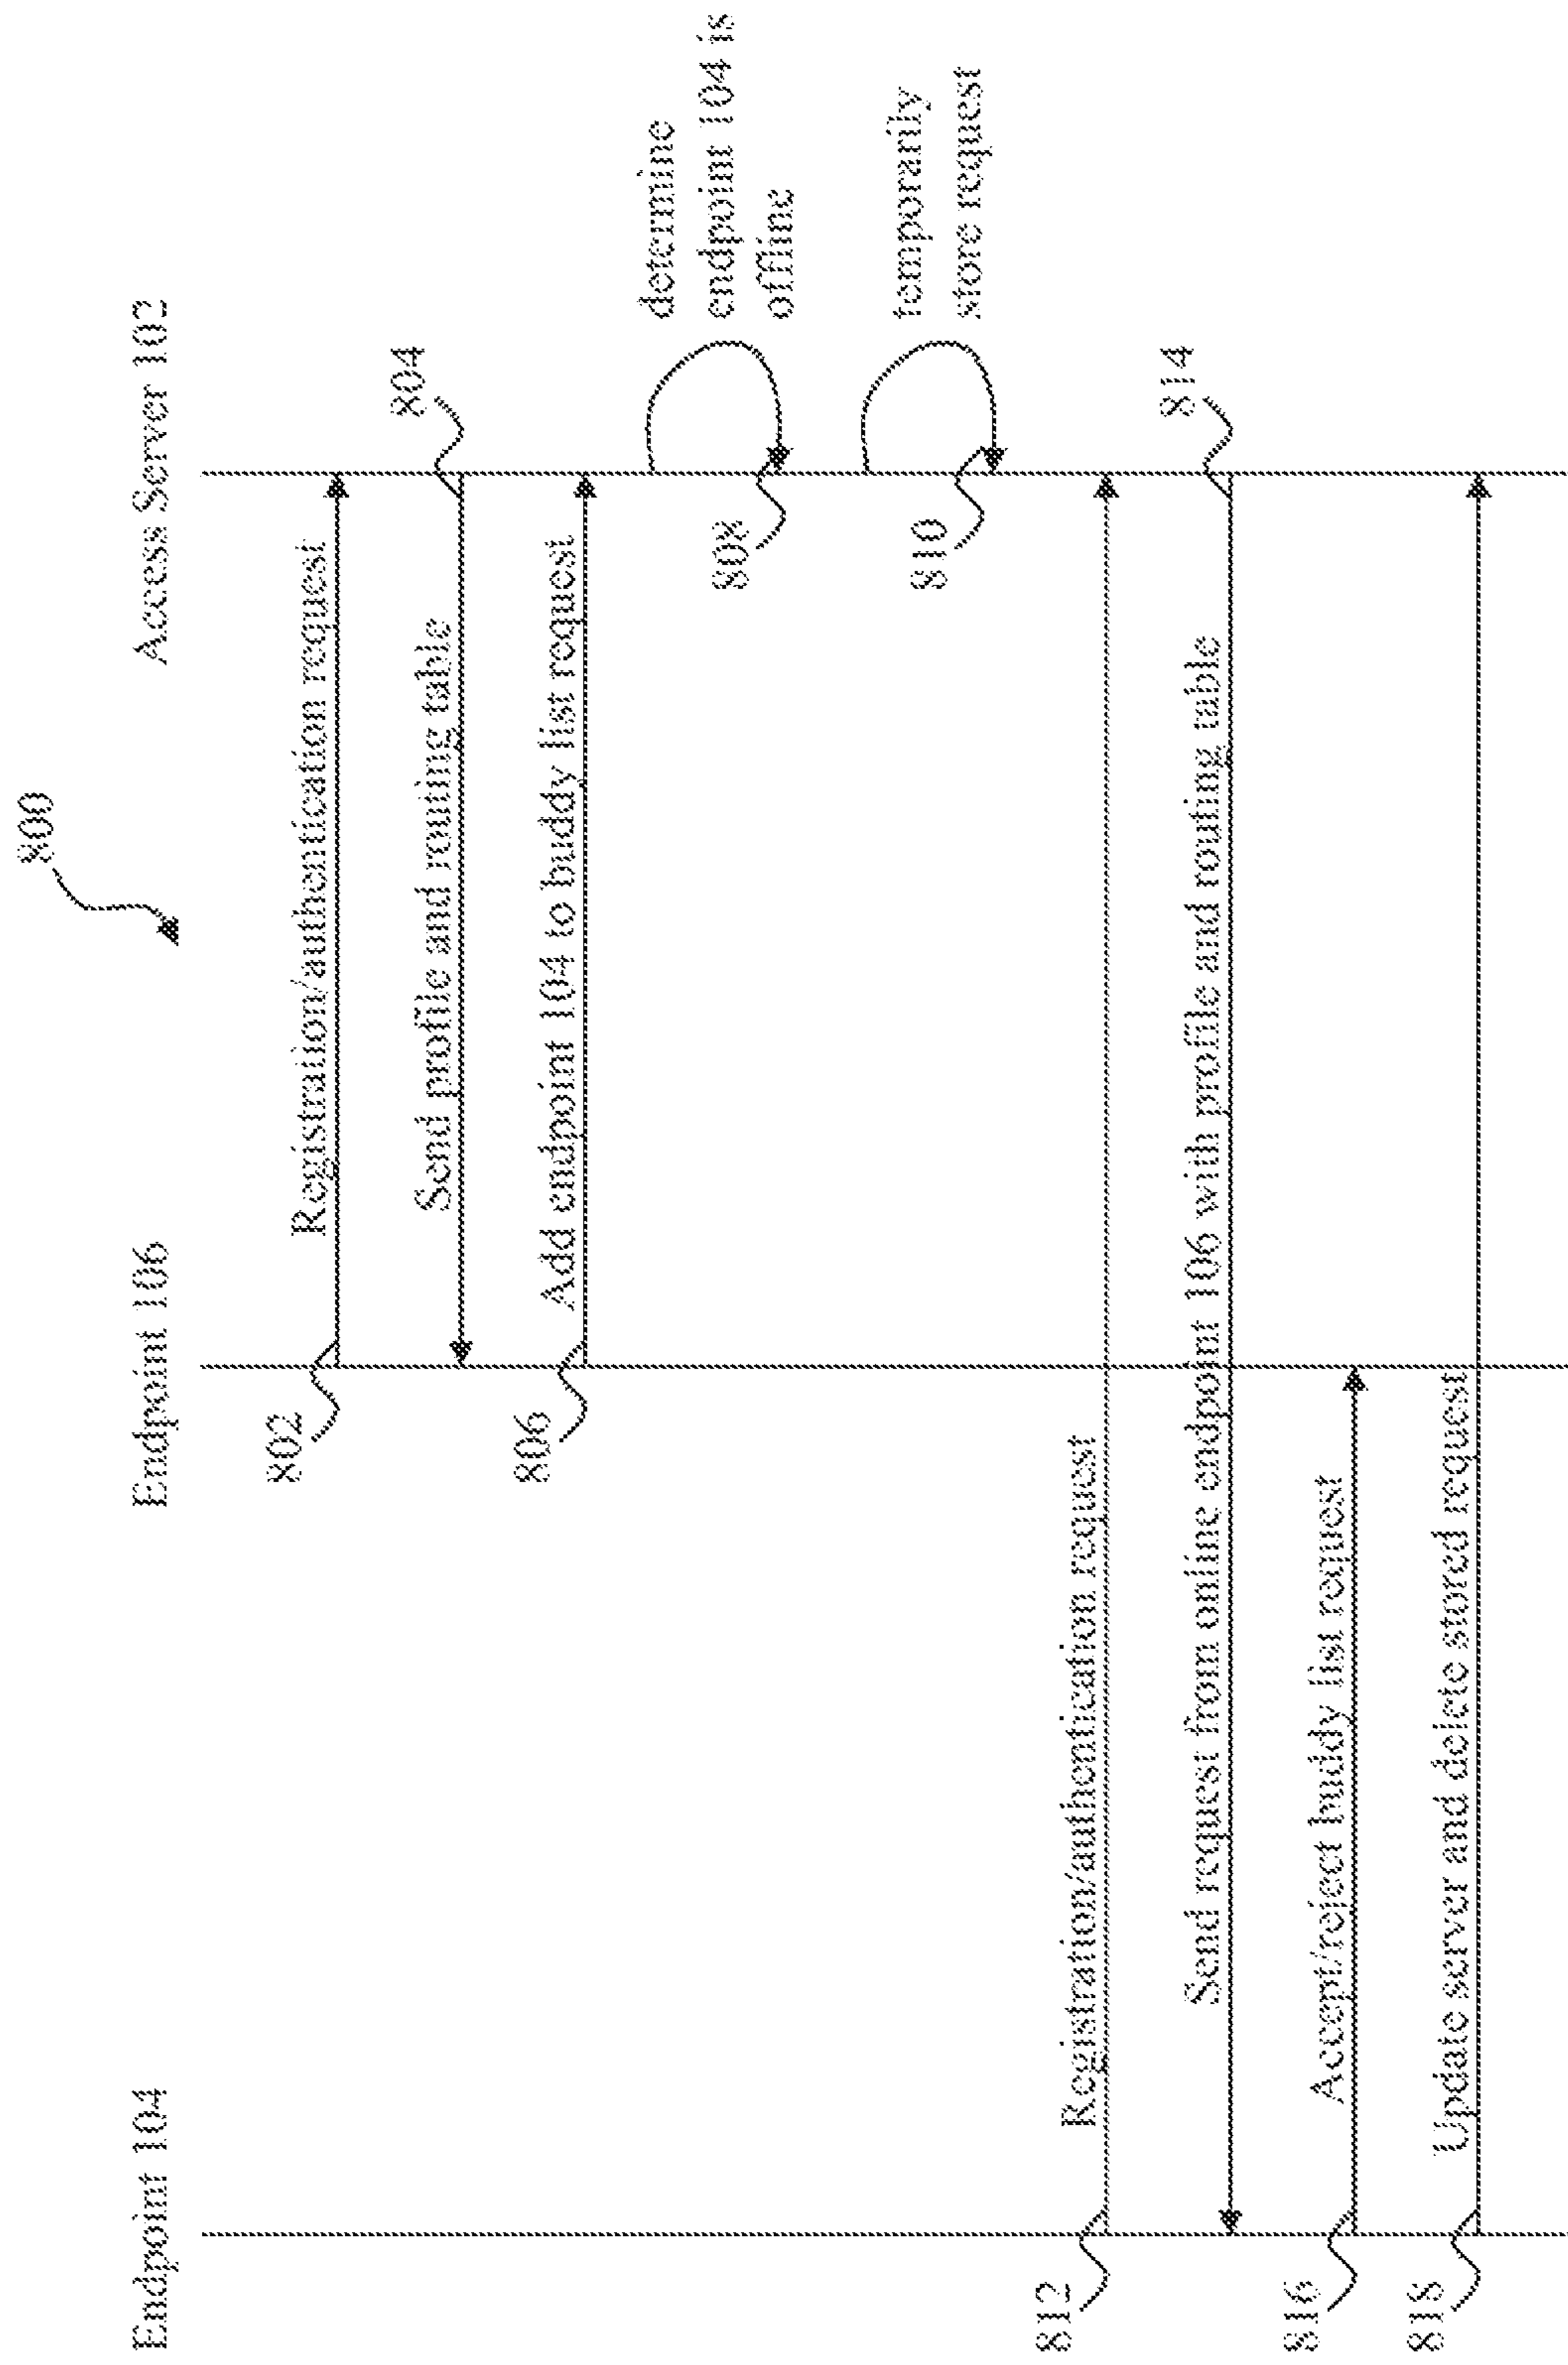 800
Endpoint 104
Endpoint 106
Access Server 102
802
Registration/authentication request
804
Send profile and routing table
806
Add endpoint 104 to buddy list request
808
determine
endpoint 104 is
offline
810
temporarily
store request
812
Registration/authentication request
814
Send request from online endpoint 106 with profile and routing table
816
Accept/reject buddy list request
818
Update server and delete stored request